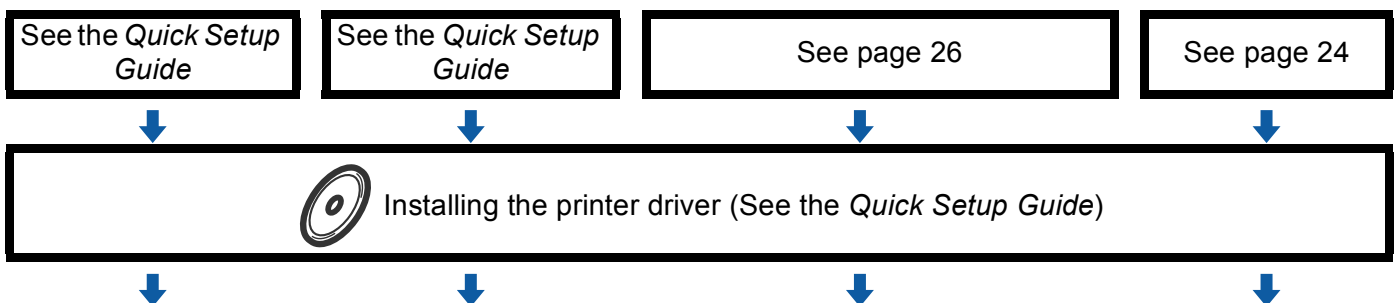 See the Quick Setup
Guide
See the Quick Setup
Guide
See page 26
See page 24
Installing the printer driver (See the Quick Setup Guide)